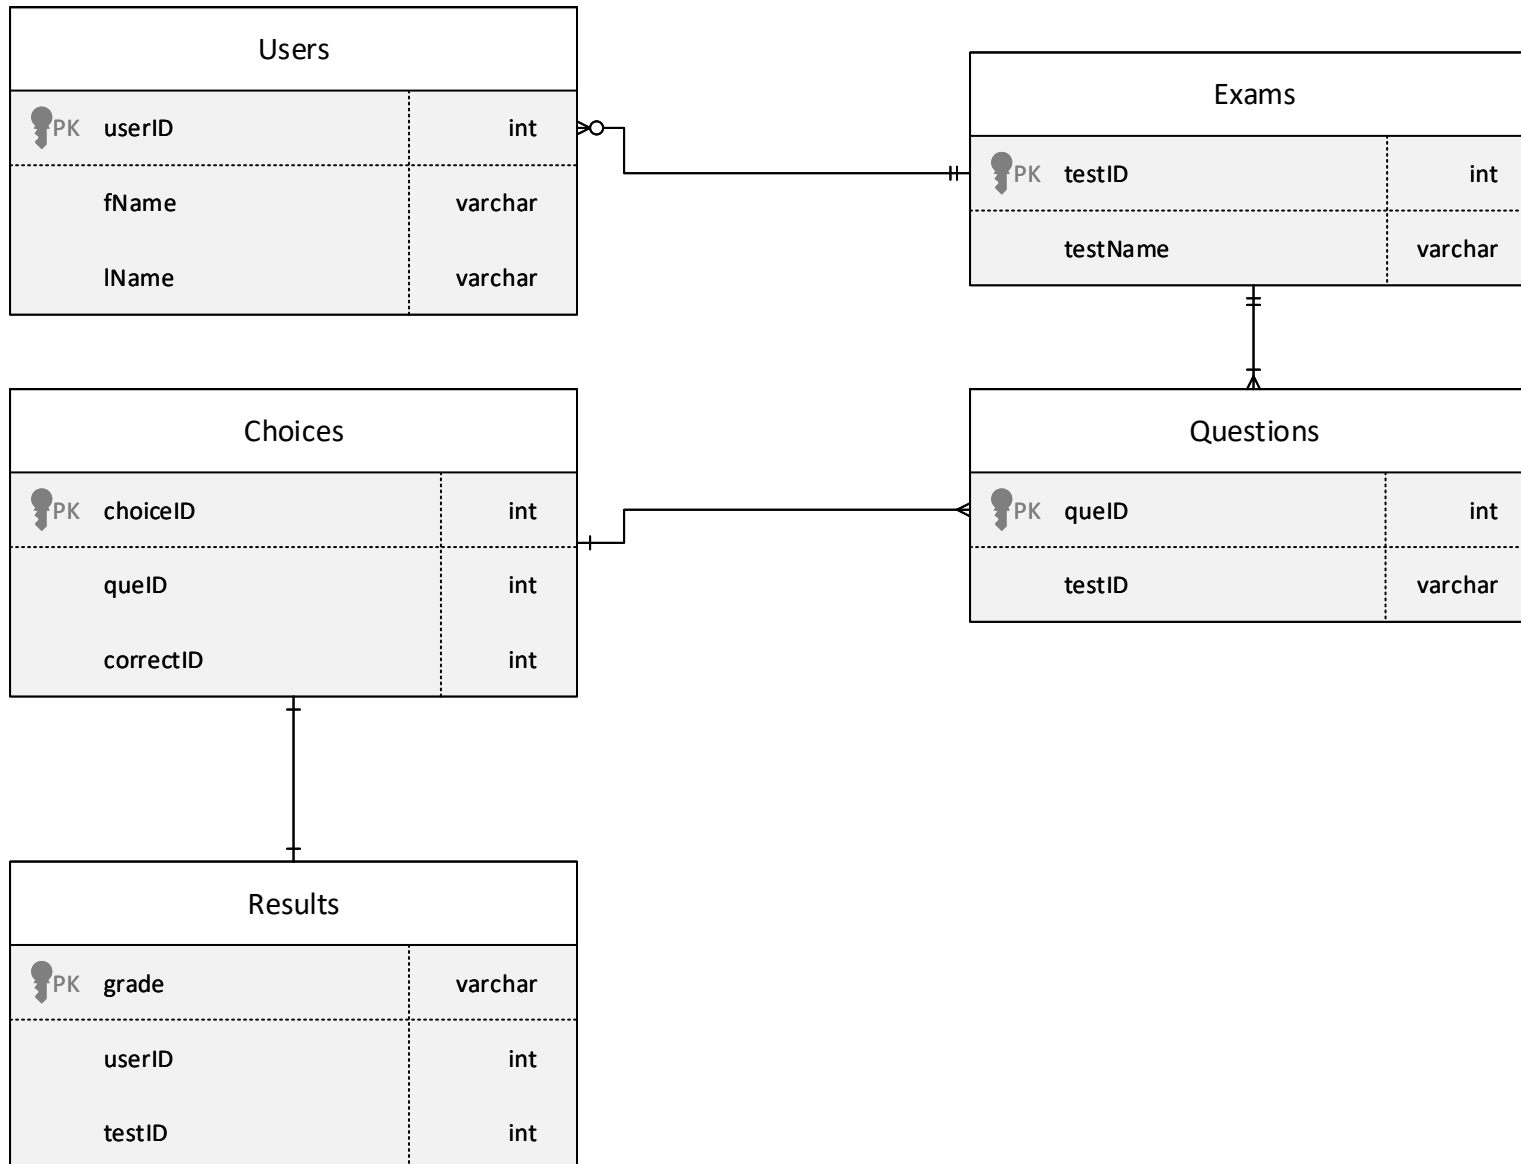 Users
PK userID int
fName varchar
lName varchar
Exams
PK testID int
testName varchar
Choices
PK choiceID int
queID int
correctID int
Questions
PK queID int
testID varchar
Results
PK grade varchar
userID int
testID int